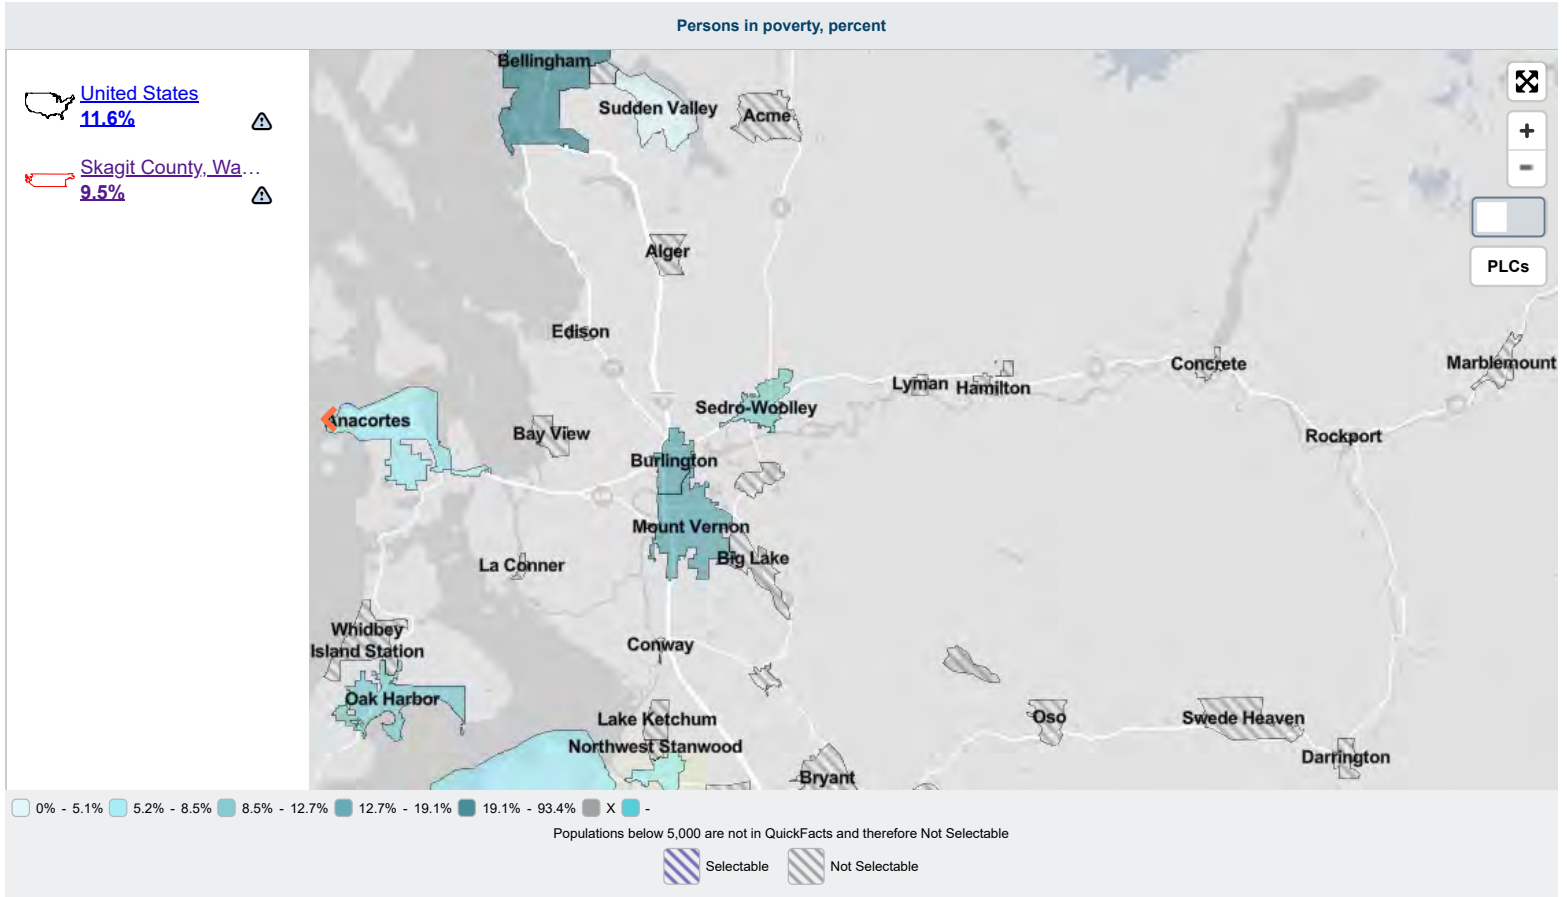 Persons in poverty, percent
United States
11.6%
Skagit County, Wa…
9.5%
Bellingham
Sudden Valley
Acme
PLCs
Alger
Edison
Concrete
Marblemount
Lyman
Hamilton
Sedro-Woolley
Anacortes
Bay View
Rockport
Burlington
Mount Vernon
Big Lake
La Conner
Whidbey
Island Station
Conway
Oak Harbor
Lake Ketchum
Oso
Swede Heaven
Northwest Stanwood
Darrington
Bryant
0% - 5.1% 5.2% - 8.5% 8.5% - 12.7% 12.7% - 19.1% 19.1% - 93.4% X -
Populations below 5,000 are not in QuickFacts and therefore Not Selectable
Selectable Not Selectable